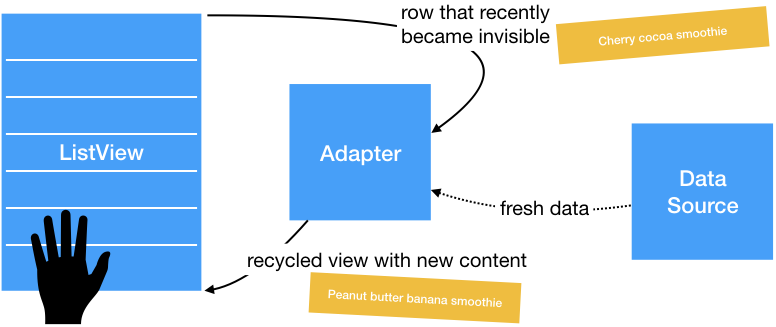 row that recently
became invisible
Cherry cocoa smoothie
ListView
Adapter
Data
Source
fresh data
recycled view with new content
Peanut butter banana smoothie